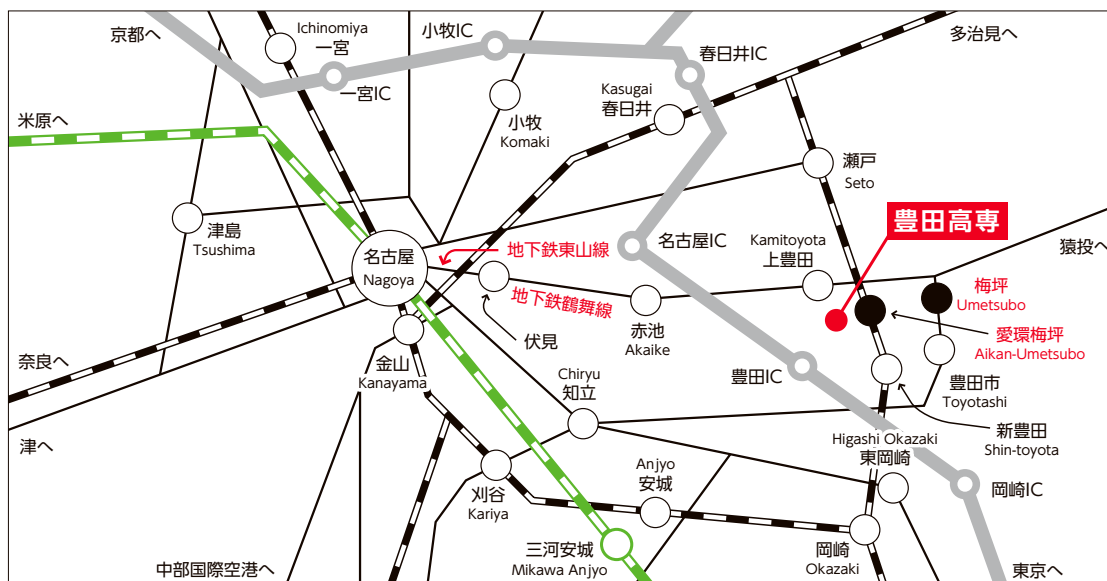 京都へ
Ichinomiya
一宮
小牧IC
春日井IC
多治見へ
一宮IC
Kasugai
春日井
米原へ
小牧
Komaki
瀬戸
Seto
津島
Tsushima
豊田高専
名古屋
Nagoya
地下鉄東山線
名古屋IC
Kamitoyota
上豊田
猿投へ
地下鉄鶴舞線
梅坪
Umetsubo
伏見
赤池
Akaike
愛環梅坪
Aikan-Umetsubo
奈良へ
金山
Kanayama
Chiryu
知立
豊田IC
豊田市
Toyotashi
津へ
Higashi Okazaki
東岡崎
新豊田
Shin-toyota
刈谷
Kariya
Anjyo
安城
岡崎IC
三河安城
Mikawa Anjyo
岡崎
Okazaki
中部国際空港へ
東京へ